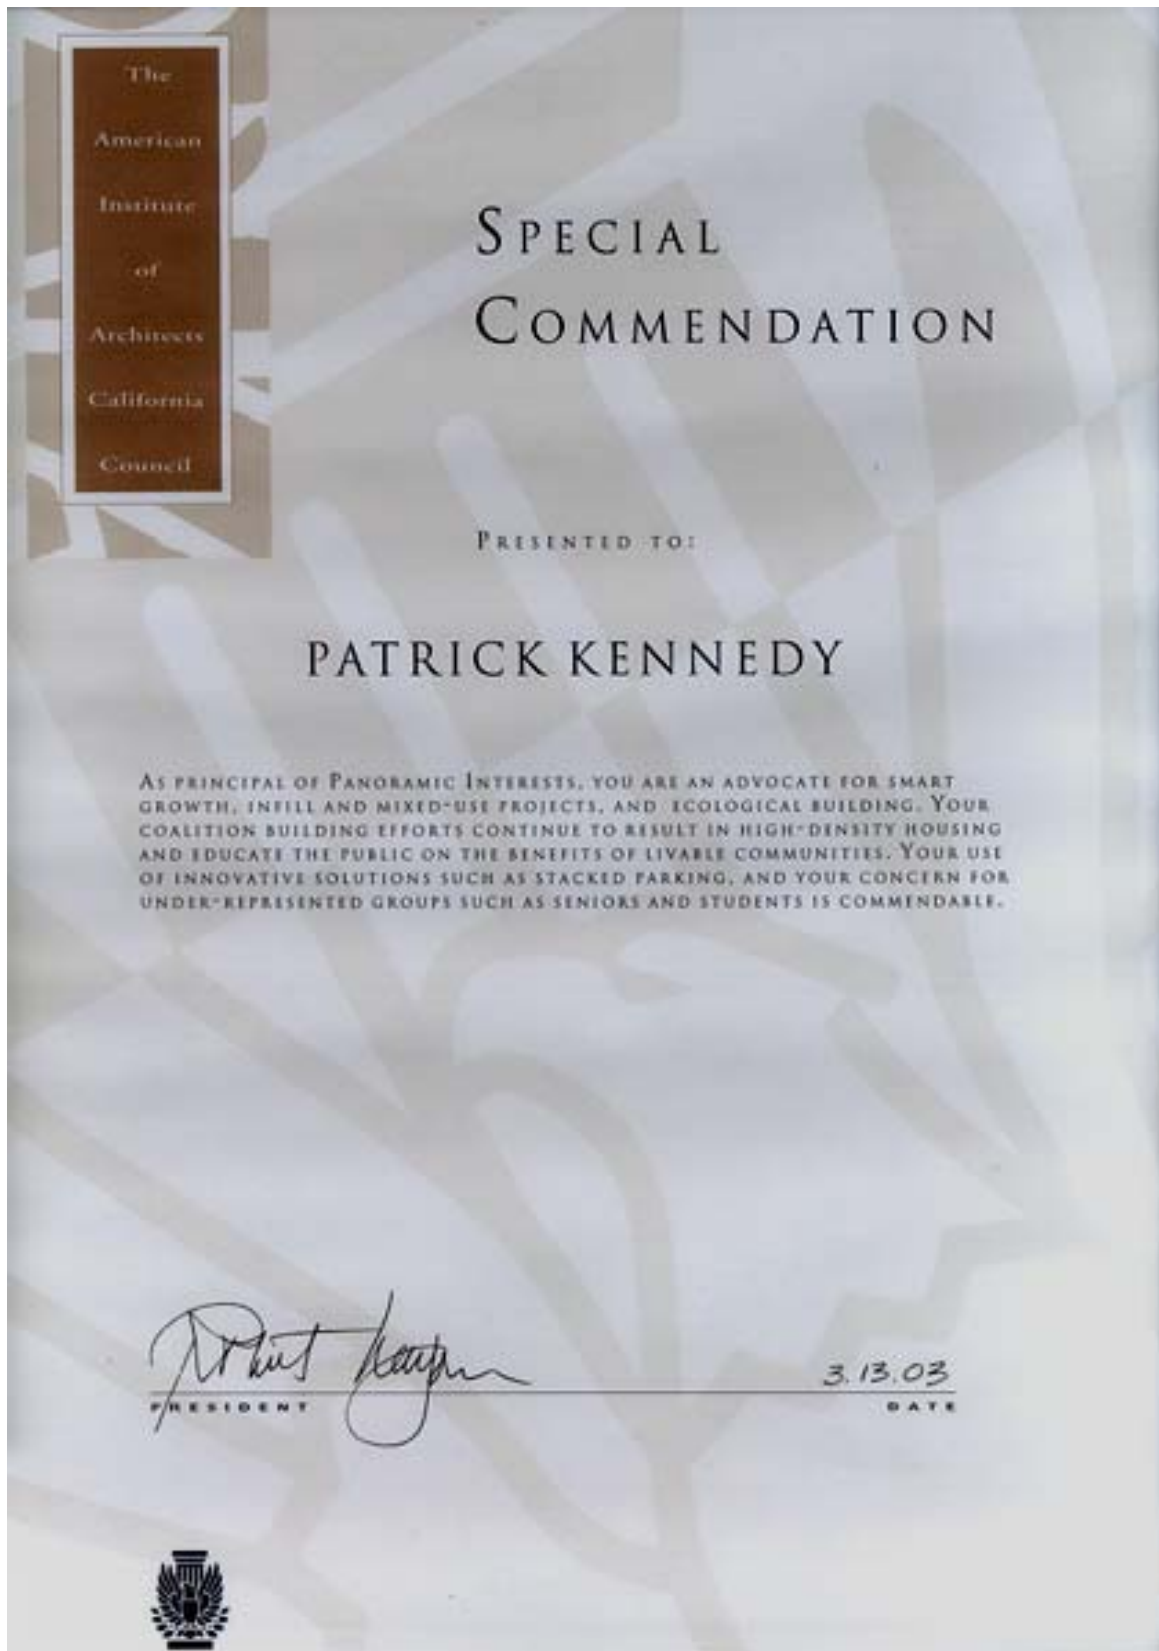 The
American
Institute
of
Architects
California
Council
SPECIAL
COMMENDATION
PRESENTED TO:
PATRICK KENNEDY
AS PRINCIPAL OF PANORAMIC INTERESTS, YOU ARE AN ADVOCATE FOR SMART
GROWTH, INFILL AND MIXED-USE PROJECTS, AND ECOLOGICAL BUILDING. YOUR
COALITION BUILDING EFFORTS CONTINUE TO RESULT IN HIGH-DENSITY HOUSING
AND EDUCATE THE PUBLIC ON THE BENEFITS OF LIVABLE COMMUNITIES. YOUR USE
OF INNOVATIVE SOLUTIONS SUCH AS STACKED PARKING, AND YOUR CONCERN FOR
UNDER-REPRESENTED GROUPS SUCH AS SENIORS AND STUDENTS IS COMMENDABLE.
3.13.03
PRESIDENT DATE